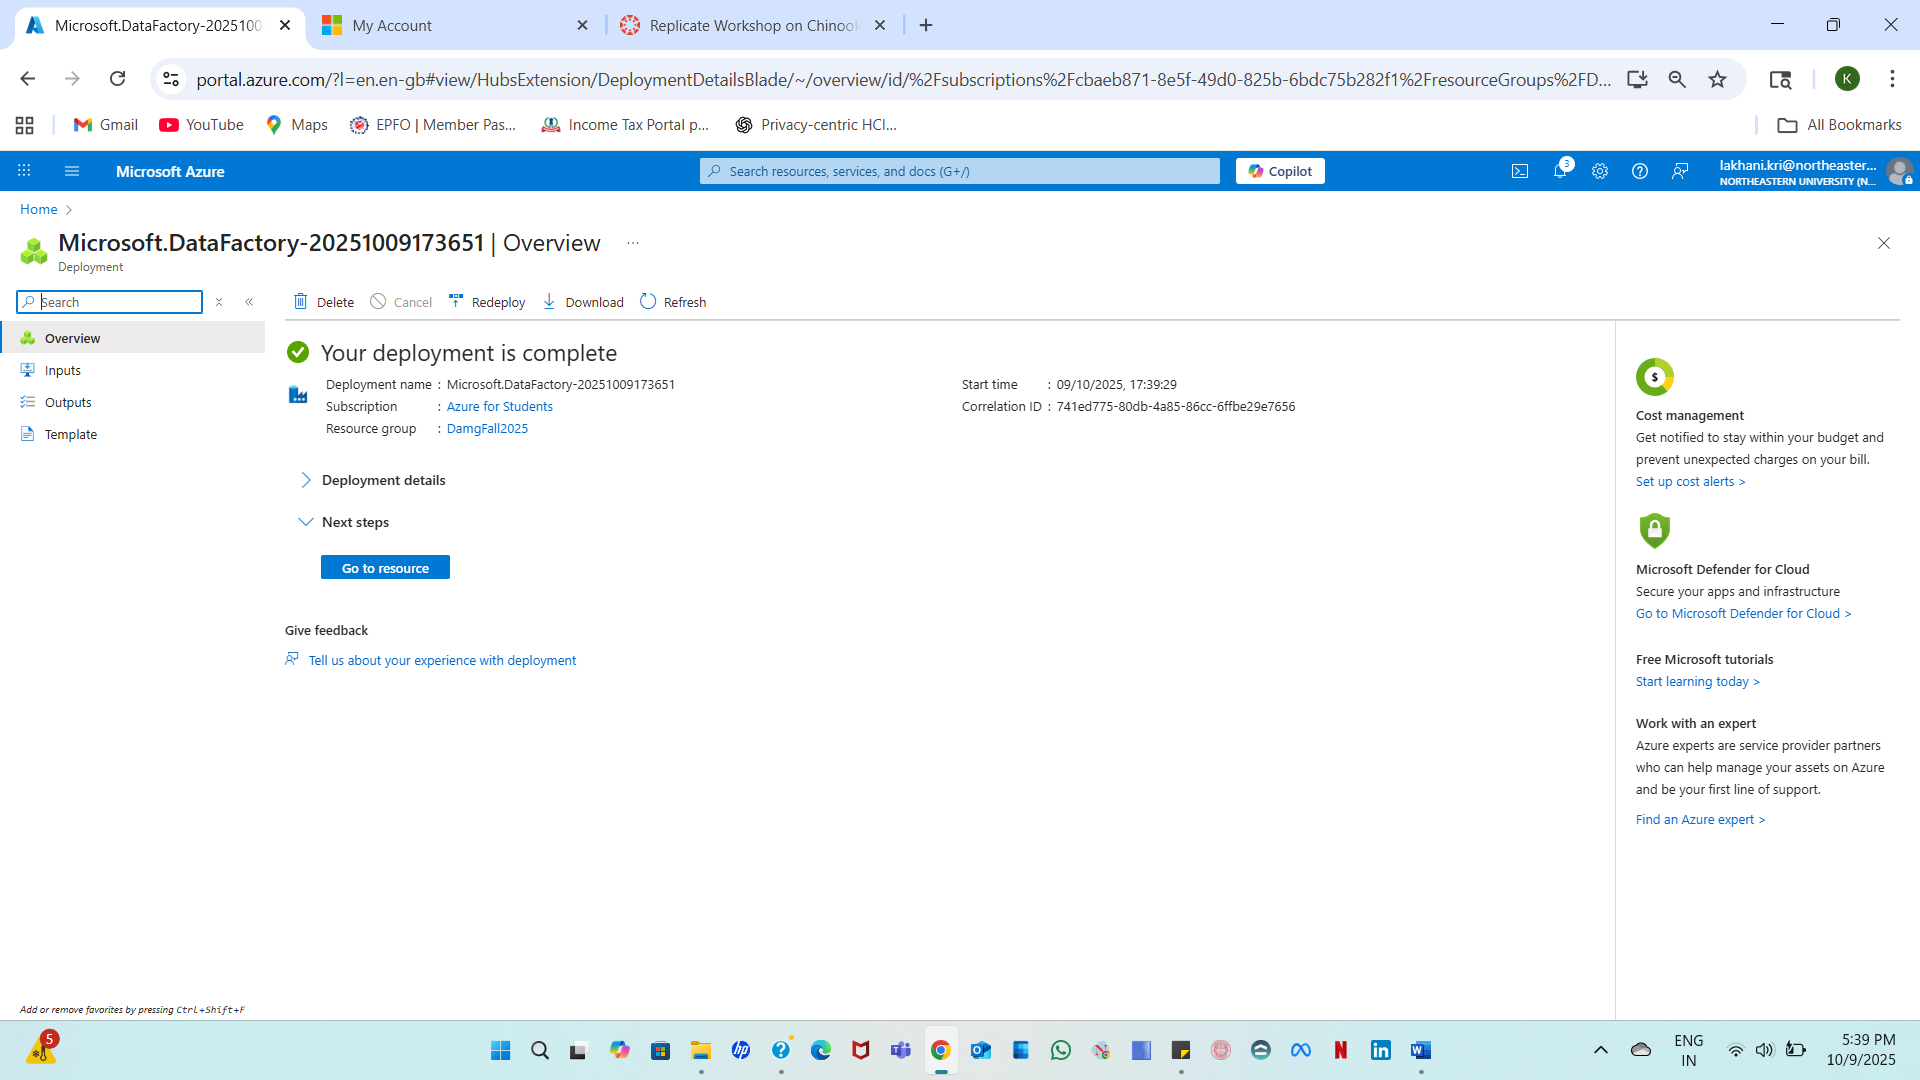 Microsoft.DataFactory-2025100
My Account
Replicate Workshop on Chinook
portal.azure.com/?l=en.en-gb#view/HubsExtension/DeploymentDetailsBlade/~/overview/id/%2Fsubscriptions%2Fcbaeb871-8e5f-49d0-825b-6bdc75b282f1%2FresourceGroups%2FD...
K
Gmail
YouTube
Maps
EPFO | Member Pas...
Income Tax Portal p...
Privacy-centric HCI...
All Bookmarks
Microsoft Azure
Search resources, services, and docs (G+/)
Copilot
3
lakhani.kri@northeaster...
NORTHEASTERN UNIVERSITY (N...
Home
Microsoft.DataFactory-20251009173651 | Overview ...
Deployment
Search
Delete
Cancel
Redeploy
Download
Refresh
Overview
Inputs
Outputs
Template
Your deployment is complete
Deployment name : Microsoft.DataFactory-20251009173651
Subscription : Azure for Students
Resource group : DamgFall2025
Start time : 09/10/2025, 17:39:29
Correlation ID : 741ed775-80db-4a85-86cc-6ffbe29e7656
Deployment details
Next steps
Go to resource
Give feedback
Tell us about your experience with deployment
$
Cost management
Get notified to stay within your budget and
prevent unexpected charges on your bill.
Set up cost alerts >
Microsoft Defender for Cloud
Secure your apps and infrastructure
Go to Microsoft Defender for Cloud >
Free Microsoft tutorials
Start learning today >
Work with an expert
Azure experts are service provider partners
who can help manage your assets on Azure
and be your first line of support.
Find an Azure expert >
Add or remove favorites by pressing Ctrl+Shift+F
5
ENG
IN
5:39 PM
10/9/2025